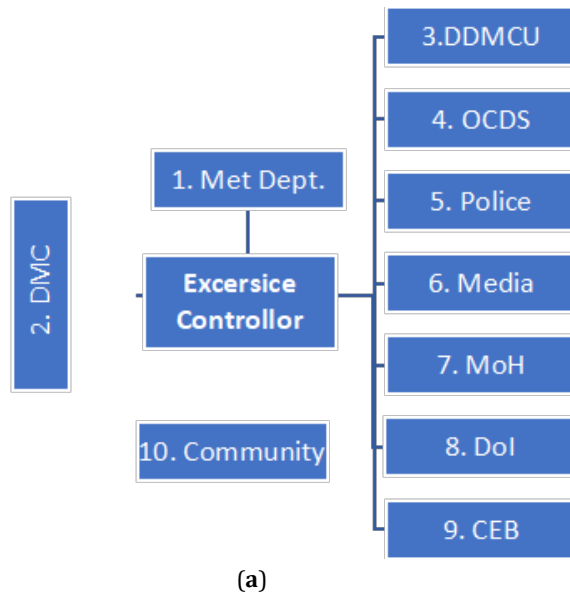 3.DDMCU
4. OCDS
1. Met Dept.
5. Police
2. DMC
Excersice
Controllor
6. Media
7. MoH
10. Community
8. DoI
9. CEB
(a)